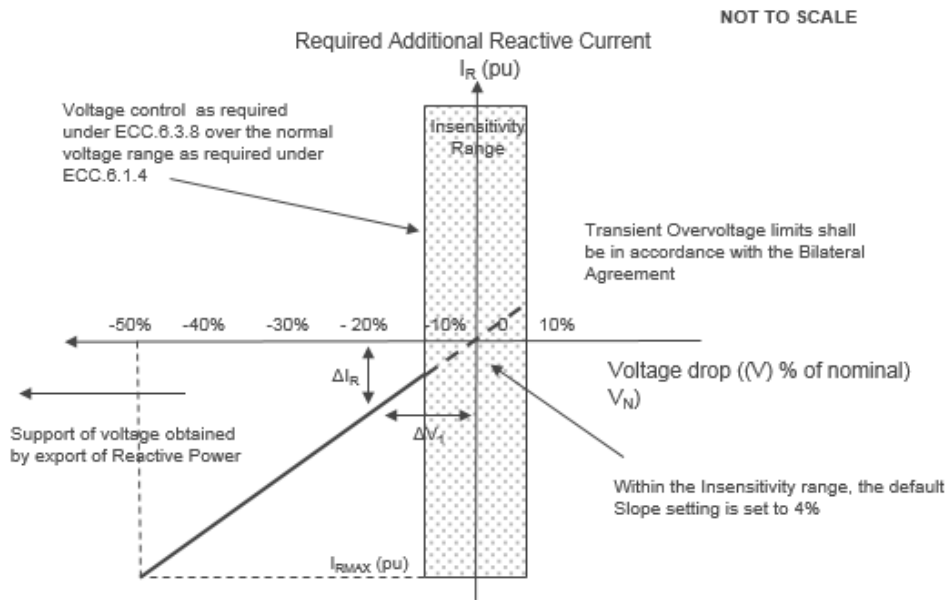 NOT TO SCALE
Required Additional Reactive Current
I_R (pu)
Voltage control as required
under ECC.6.3.8 over the normal
voltage range as required under
ECC.6.1.4
Insensitivity
Range
Transient Overvoltage limits shall
be in accordance with the Bilateral
Agreement
-50% -40% -30% - 20% -10% -0 10%
ΔI_R
Voltage drop ((V) % of nominal)
V_N)
ΔV_1
Support of voltage obtained
by export of Reactive Power
Within the Insensitivity range, the default
Slope setting is set to 4%
I_RMAX (pu)